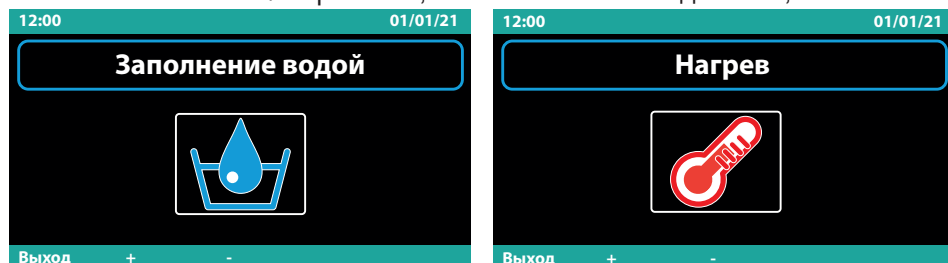 12:00 01/01/21
Заполнение водой
Выход + -
12:00 01/01/21
Нагрев
Выход + -